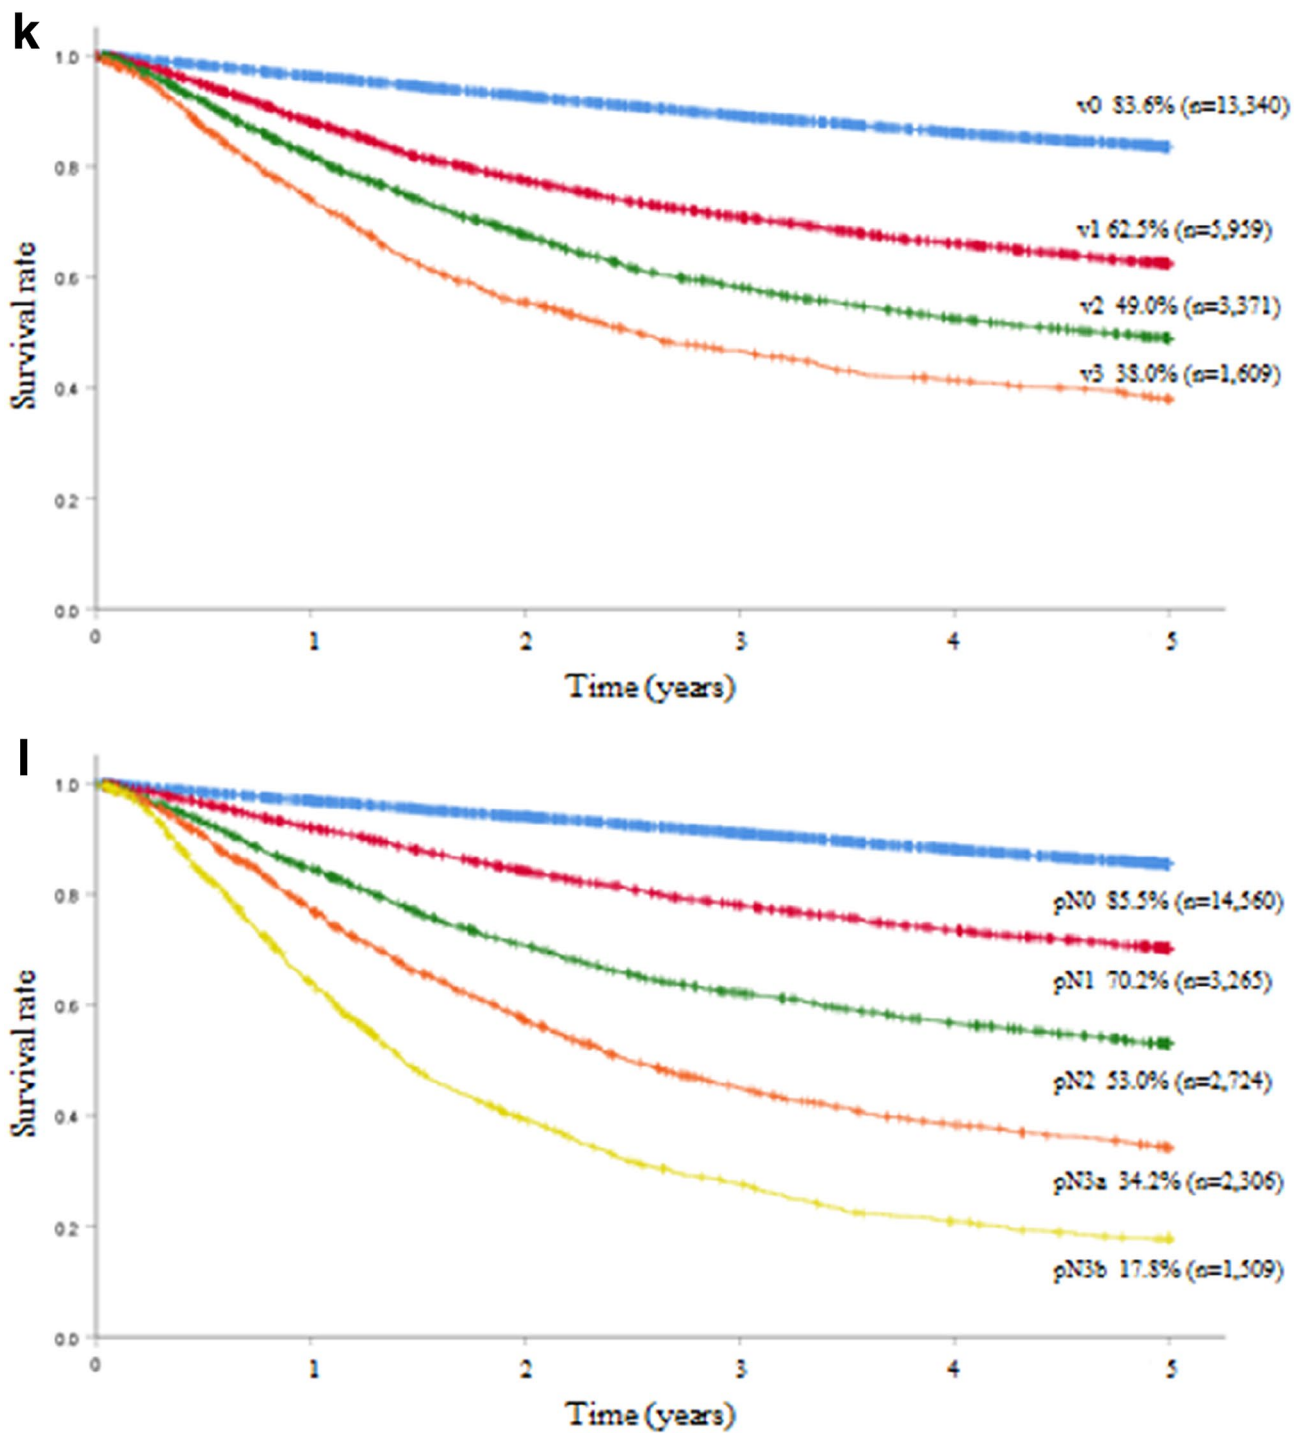 k
1.0
v0 83.6% (n=13,340)
0.8
v1 62.5% (n=5,959)
0.6
v2 49.0% (n=3,371)
v3 38.0% (n=1,609)
0.4
0.2
0.0
0 1 2 3 4 5
Survival rate
Time (years)
l
1.0
0.8
pN0 85.5% (n=14,560)
pN1 70.2% (n=3,265)
0.6
pN2 53.0% (n=2,724)
0.4
pN3a 34.2% (n=2,306)
0.2
pN3b 17.8% (n=1,509)
0.0
0 1 2 3 4 5
Survival rate
Time (years)